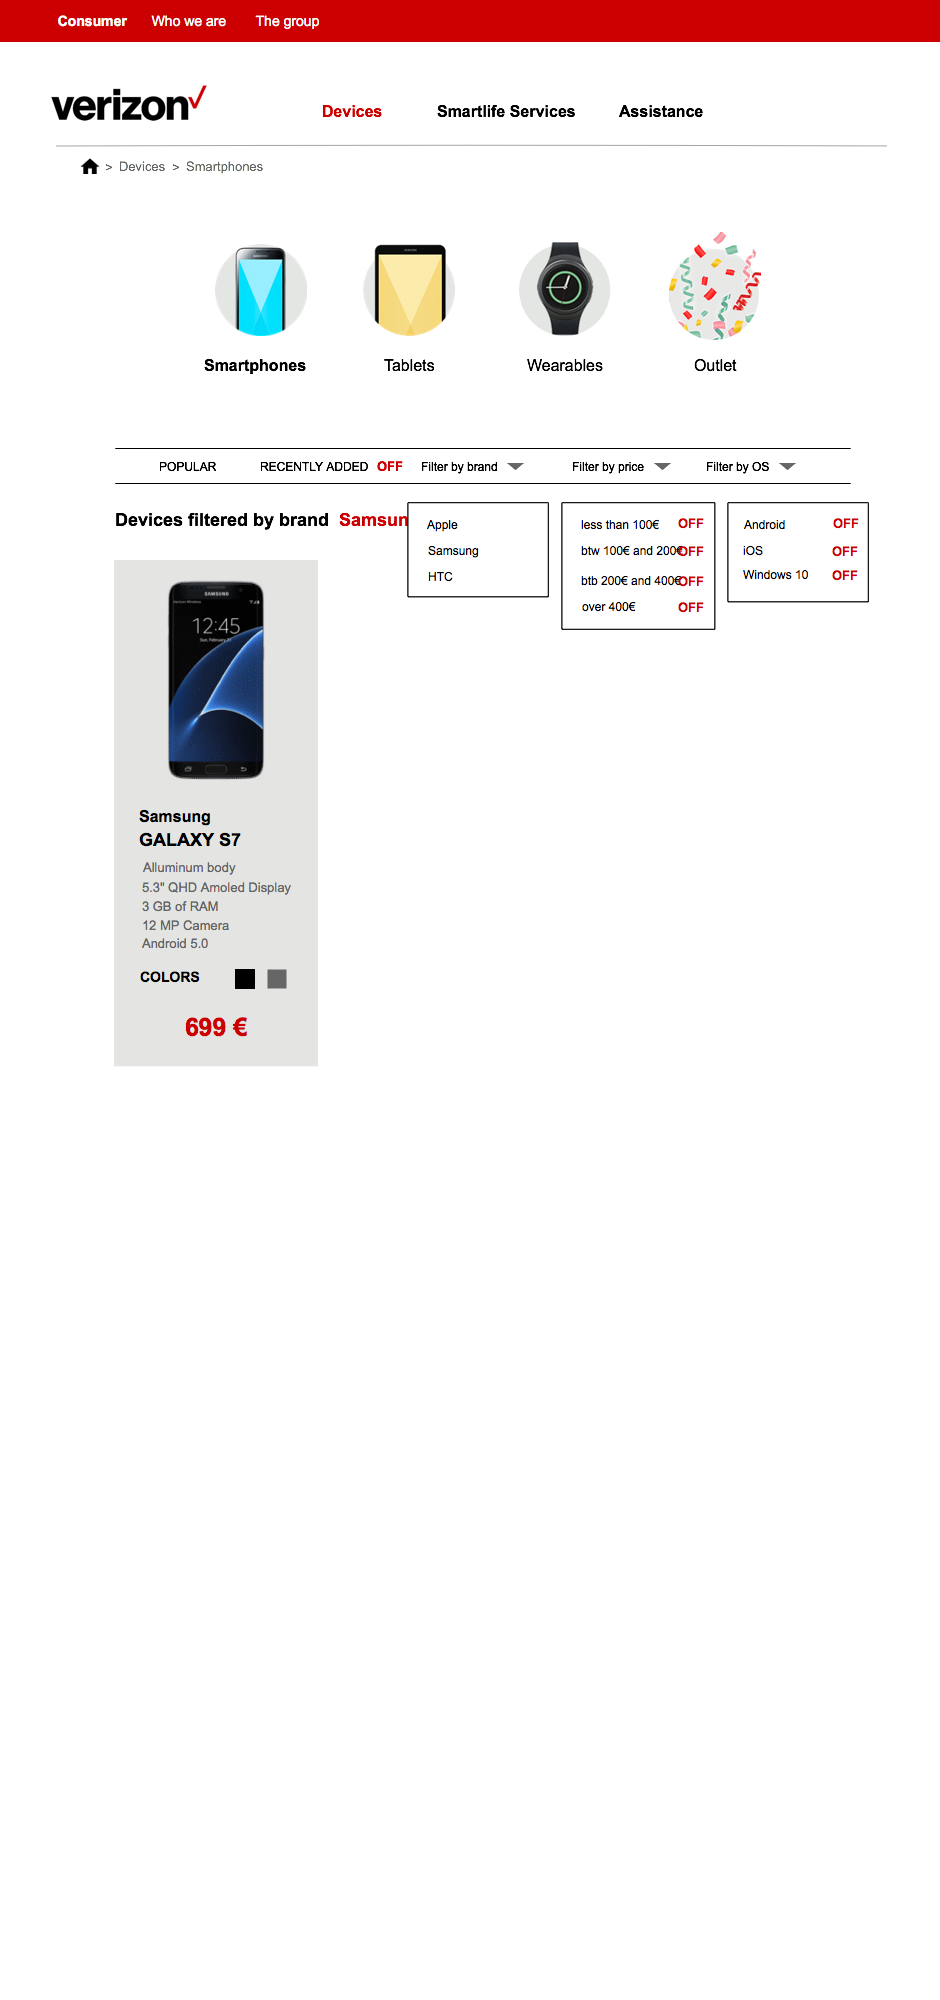 Consumer Who we are The group
verizon
Devices Smartlife Services Assistance
> Devices > Smartphones
Smartphones Tablets Wearables Outlet
POPULAR RECENTLY ADDED OFF Filter by brand Filter by price Filter by OS
Devices filtered by brand Samsun
Apple
Samsung
HTC
less than 100€ OFF
btw 100€ and 200€ OFF
btb 200€ and 400€ OFF
over 400€ OFF
Android OFF
iOS OFF
Windows 10 OFF
SAMSUNG
12:45
Samsung
GALAXY S7
Alluminum body
5.3" QHD Amoled Display
3 GB of RAM
12 MP Camera
Android 5.0
COLORS
699 €